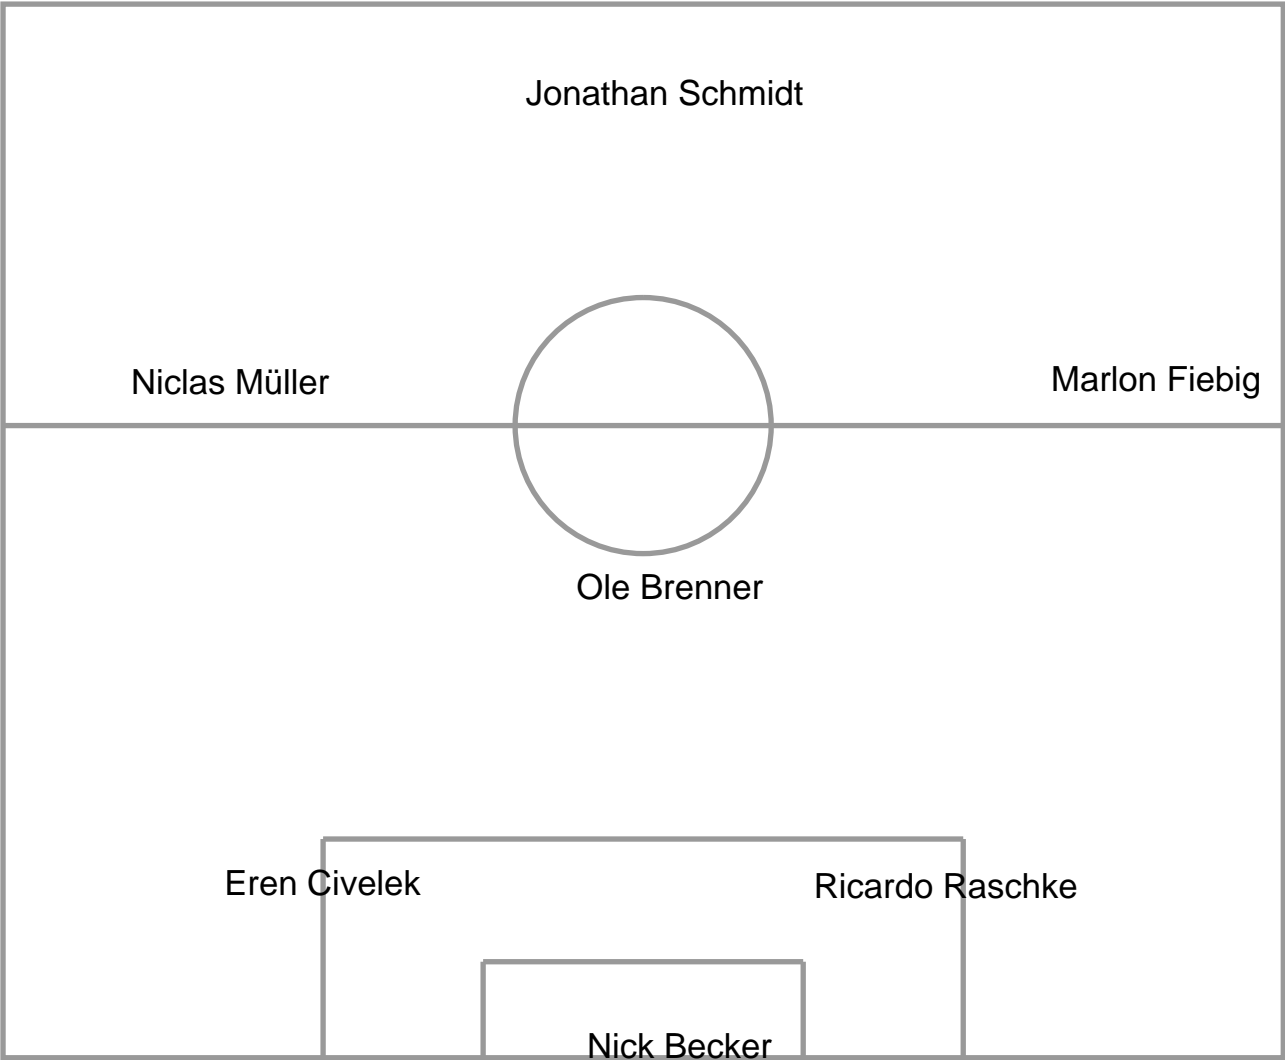 Jonathan Schmidt
Niclas Müller
Marlon Fiebig
Ole Brenner
Eren Civelek
Ricardo Raschke
Nick Becker